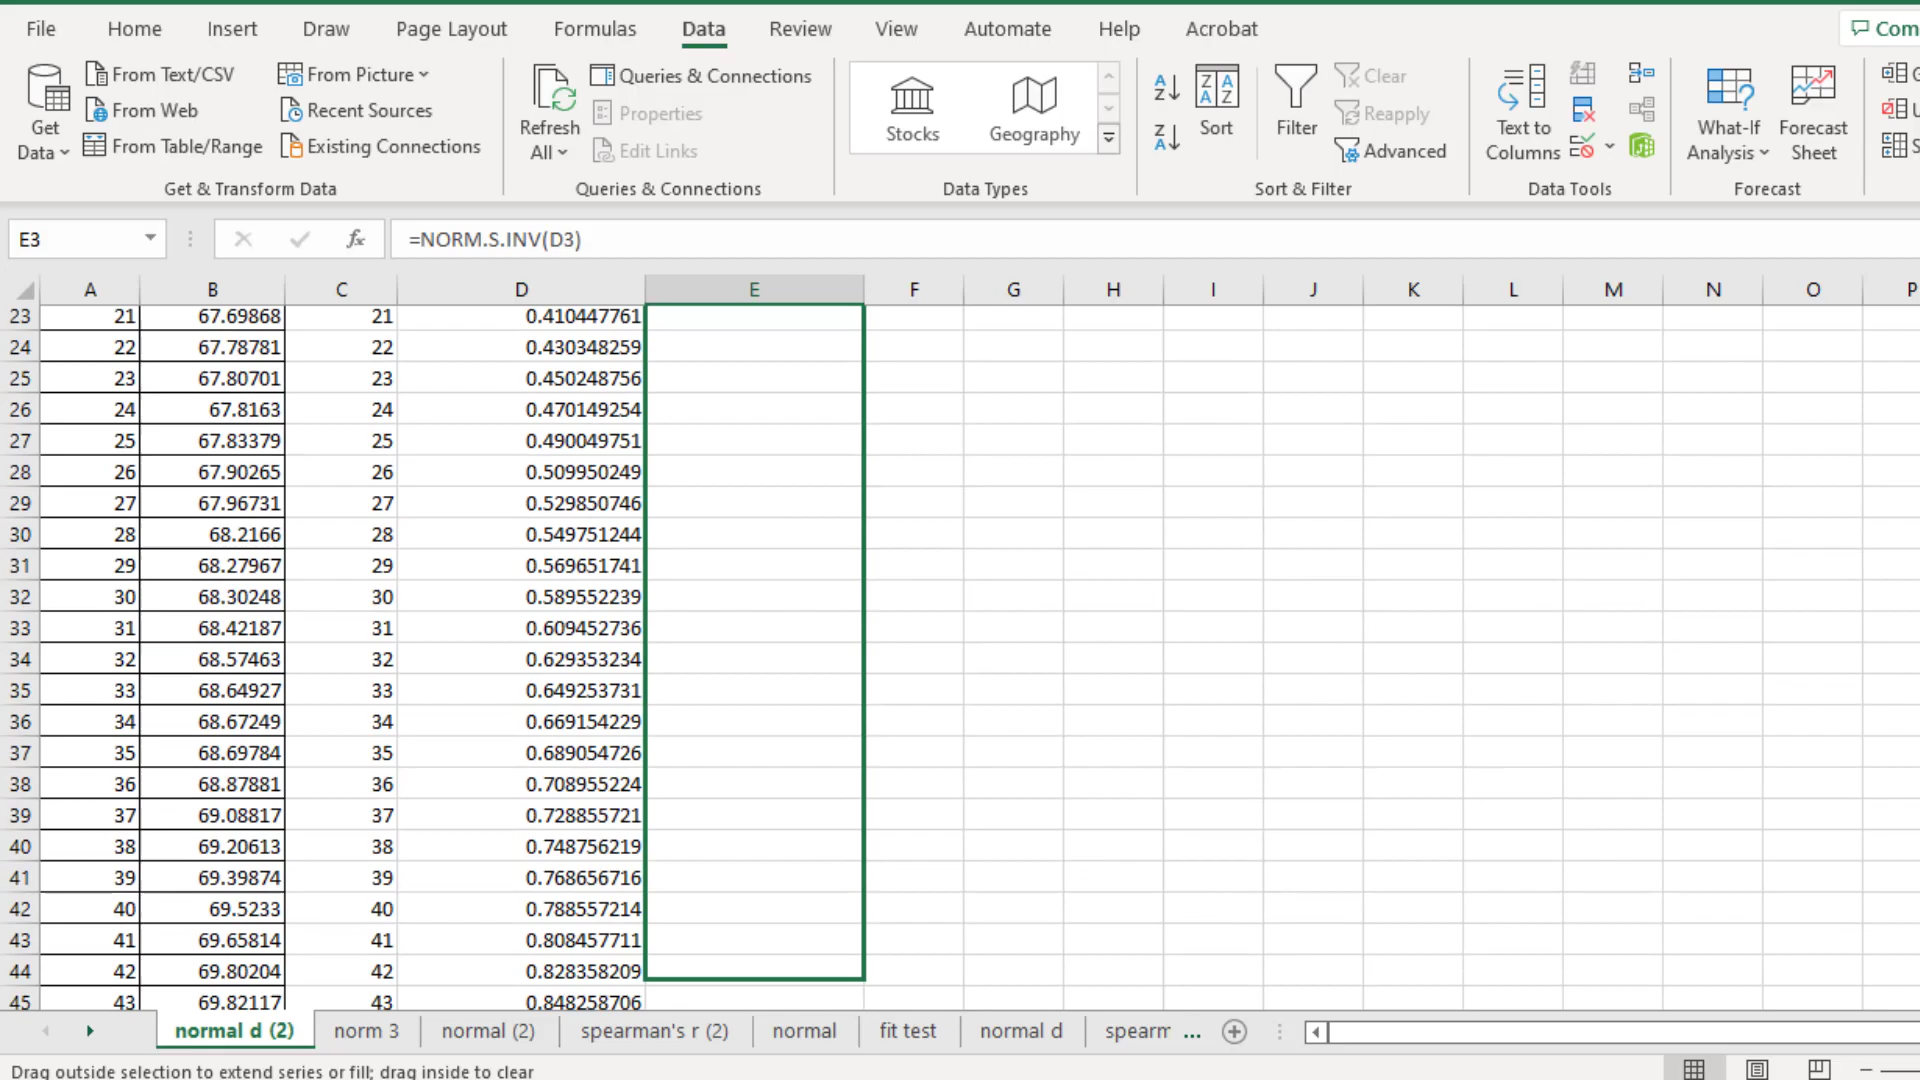 File Home Insert Draw Page Layout Formulas Data Review View Automate Help Acrobat
Get Data
From Text/CSV
From Web
From Table/Range
From Picture
Recent Sources
Existing Connections
Get & Transform Data
Refresh All
Queries & Connections
Properties
Edit Links
Queries & Connections
Stocks
Geography
Data Types
Sort
Filter
Clear
Reapply
Advanced
Sort & Filter
Text to Columns
Data Tools
What-If Analysis
Forecast Sheet
Forecast
E3 fx =NORM.S.INV(D3)
A B C D E F G H I J K L M N O P
23 21 67.69868 21 0.410447761
24 22 67.78781 22 0.430348259
25 23 67.80701 23 0.450248756
26 24 67.8163 24 0.470149254
27 25 67.83379 25 0.490049751
28 26 67.90265 26 0.509950249
29 27 67.96731 27 0.529850746
30 28 68.2166 28 0.549751244
31 29 68.27967 29 0.569651741
32 30 68.30248 30 0.589552239
33 31 68.42187 31 0.609452736
34 32 68.57463 32 0.629353234
35 33 68.64927 33 0.649253731
36 34 68.67249 34 0.669154229
37 35 68.69784 35 0.689054726
38 36 68.87881 36 0.708955224
39 37 69.08817 37 0.728855721
40 38 69.20613 38 0.748756219
41 39 69.39874 39 0.768656716
42 40 69.5233 40 0.788557214
43 41 69.65814 41 0.808457711
44 42 69.80204 42 0.828358209
45 43 69.82117 43 0.848258706
normal d (2) norm 3 normal (2) spearman's r (2) normal fit test normal d spearm ...
Drag outside selection to extend series or fill; drag inside to clear